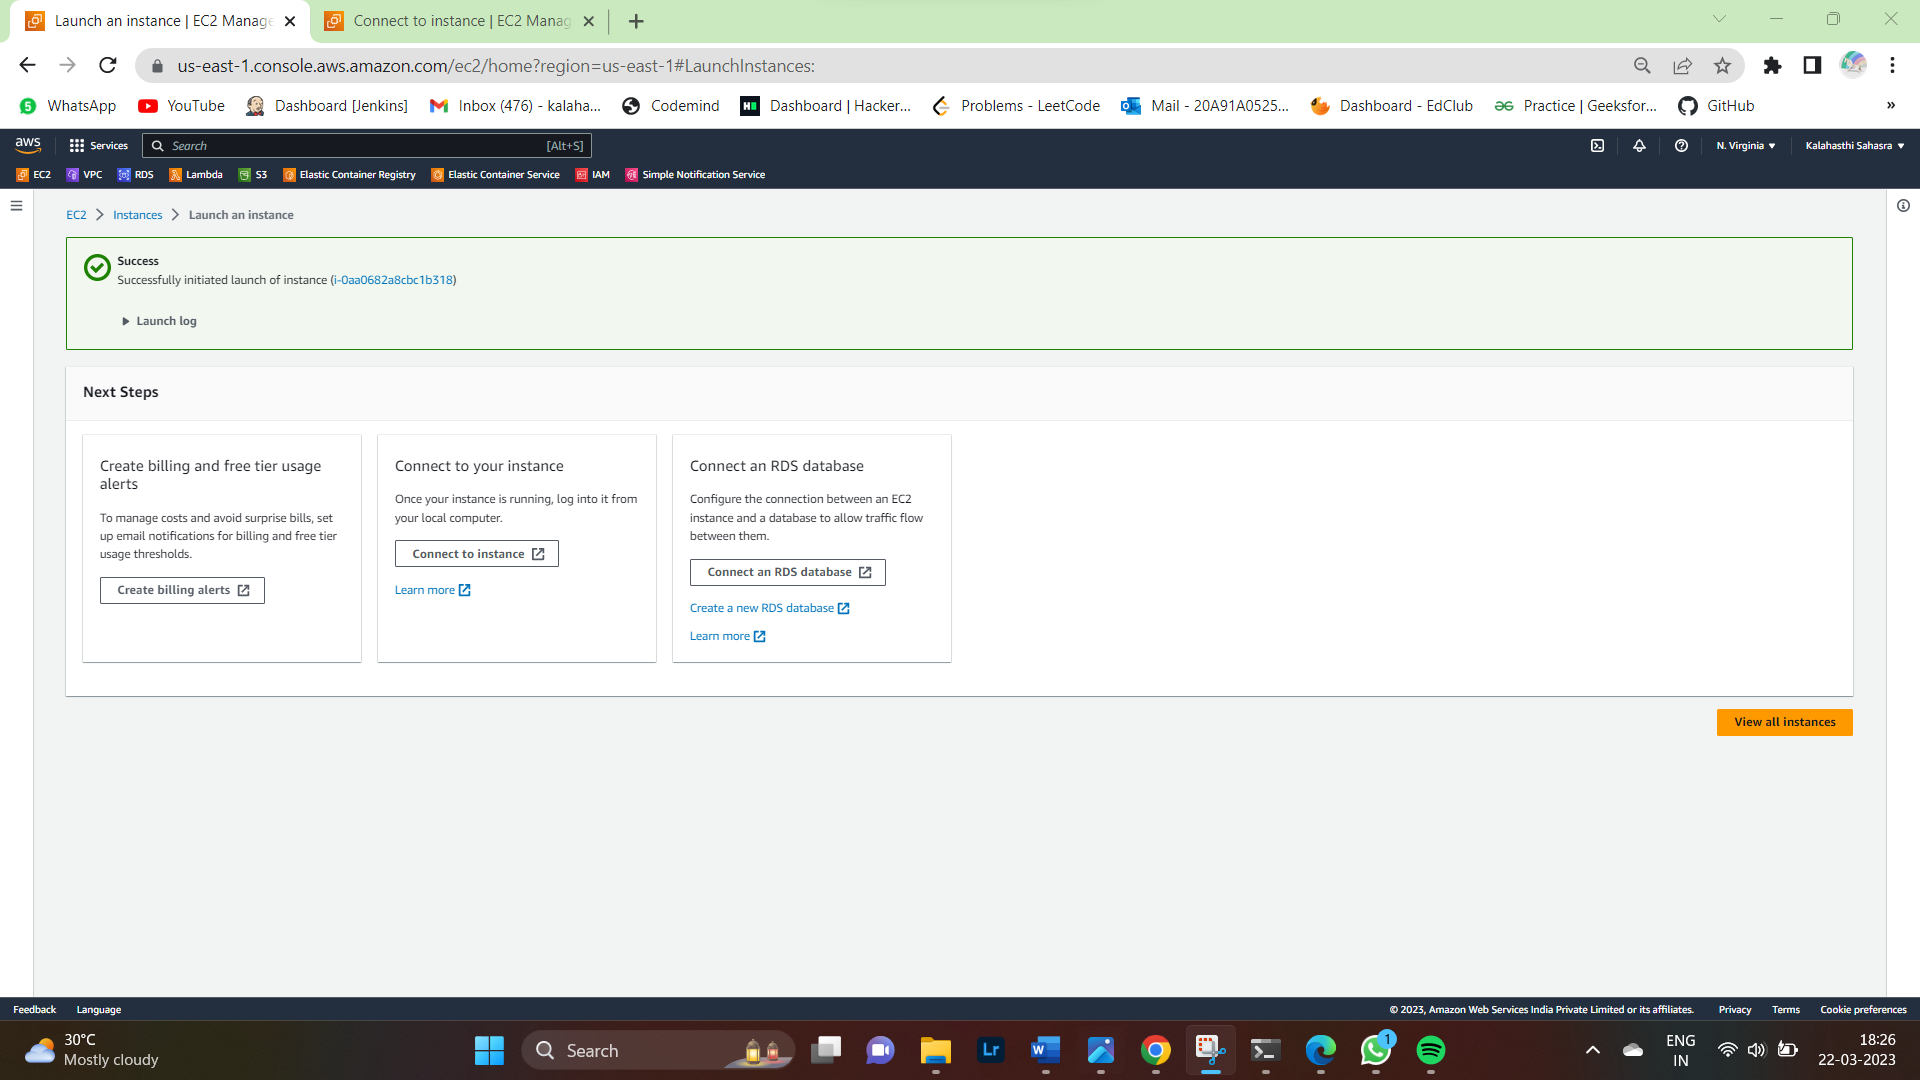 Launch an instance | EC2 Manage
Connect to instance | EC2 Manag
us-east-1.console.aws.amazon.com/ec2/home?region=us-east-1#LaunchInstances:
WhatsApp YouTube Dashboard [Jenkins] Inbox (476) - kalaha... Codemind Dashboard | Hacker... Problems - LeetCode Mail - 20A91A0525... Dashboard - EdClub Practice | Geeksfor... GitHub »
aws Services Search [Alt+S] N. Virginia Kalahasthi Sahasra
EC2 VPC RDS Lambda S3 Elastic Container Registry Elastic Container Service IAM Simple Notification Service
EC2 Instances Launch an instance
Success
Successfully initiated launch of instance (i-0aa0682a8cbc1b318)
Launch log
Next Steps
Create billing and free tier usage
alerts
To manage costs and avoid surprise bills, set
up email notifications for billing and free tier
usage thresholds.
Create billing alerts
Connect to your instance
Once your instance is running, log into it from
your local computer.
Connect to instance
Learn more
Connect an RDS database
Configure the connection between an EC2
instance and a database to allow traffic flow
between them.
Connect an RDS database
Create a new RDS database
Learn more
View all instances
Feedback Language © 2023, Amazon Web Services India Private Limited or its affiliates. Privacy Terms Cookie preferences
30°C
Mostly cloudy
Search
Lr
W
1
ENG
IN
18:26
22-03-2023